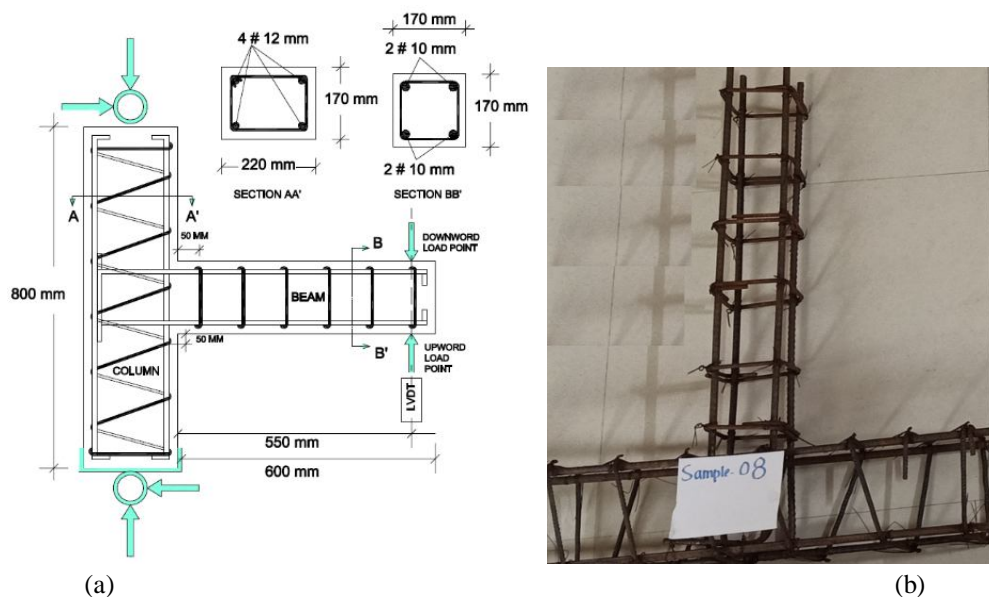 4 # 12 mm
170 mm
220 mm
SECTION AA'
170 mm
2 # 10 mm
170 mm
2 # 10 mm
SECTION BB'
A
A'
50 MM
B
DOWNWORD
LOAD POINT
800 mm
BEAM
50 MM
B'
UPWORD
LOAD
POINT
COLUMN
LVDT
550 mm
600 mm
Sample-08
(a)
(b)